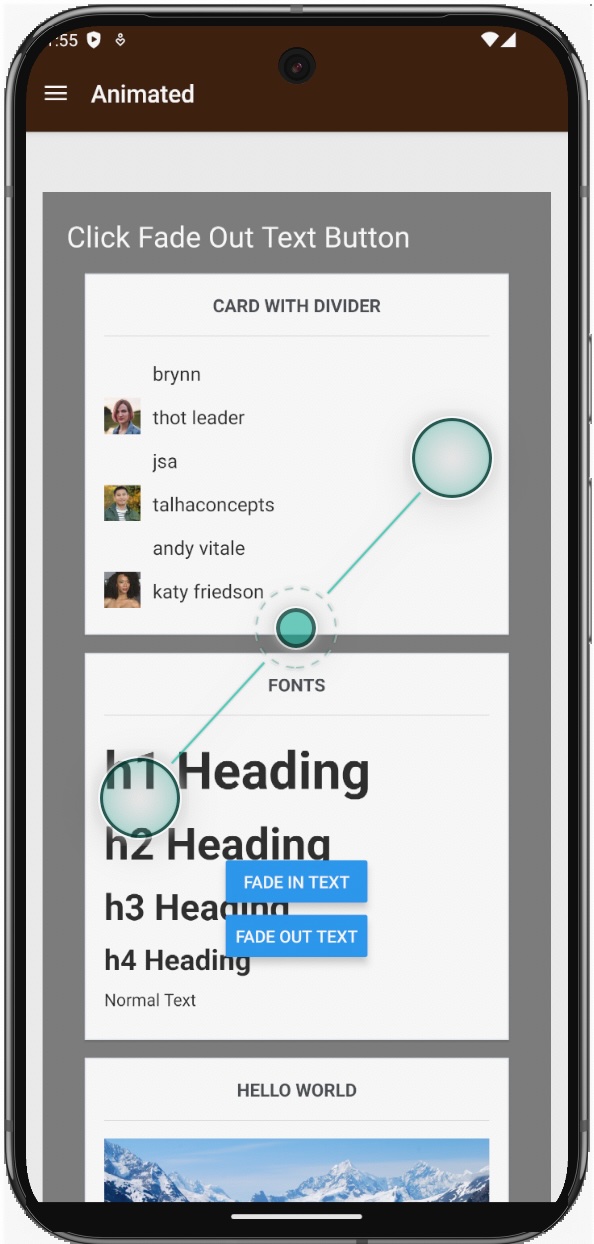 :55
Animated
Click Fade Out Text Button
CARD WITH DIVIDER
brynn
thot leader
jsa
talhaconcepts
andy vitale
katy friedson
FONTS
h1 Heading
h2 Heading
FADE IN TEXT
h3 Heading
FADE OUT TEXT
h4 Heading
Normal Text
HELLO WORLD